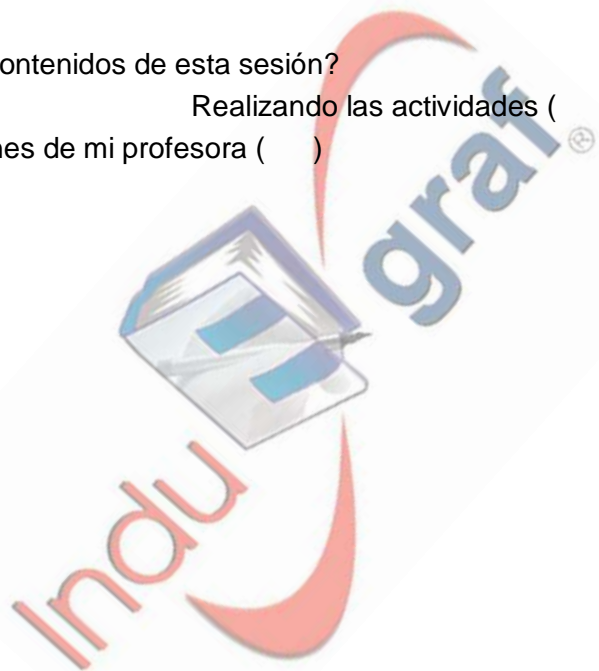 ontenidos de esta sesión?
Realizando las actividades (
nes de mi profesora (    )
Indugraf®